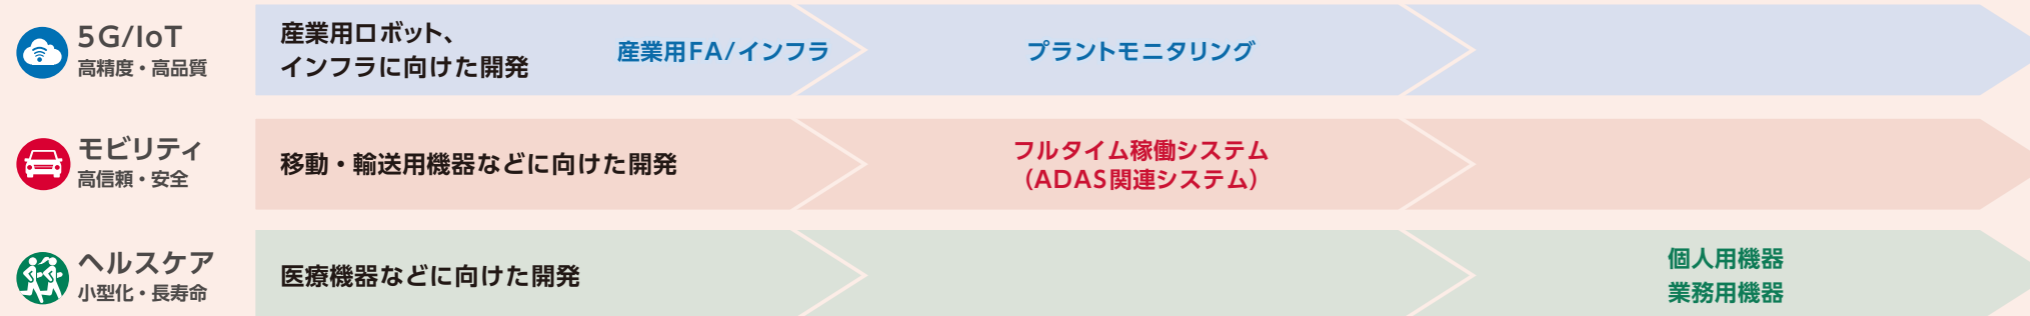 5G/IoT
高精度・高品質
産業用ロボット、
インフラに向けた開発
産業用FA/インフラ
プラントモニタリング
モビリティ
高信頼・安全
移動・輸送用機器などに向けた開発
フルタイム稼働システム
（ADAS関連システム）
ヘルスケア
小型化・長寿命
医療機器などに向けた開発
個人用機器
業務用機器